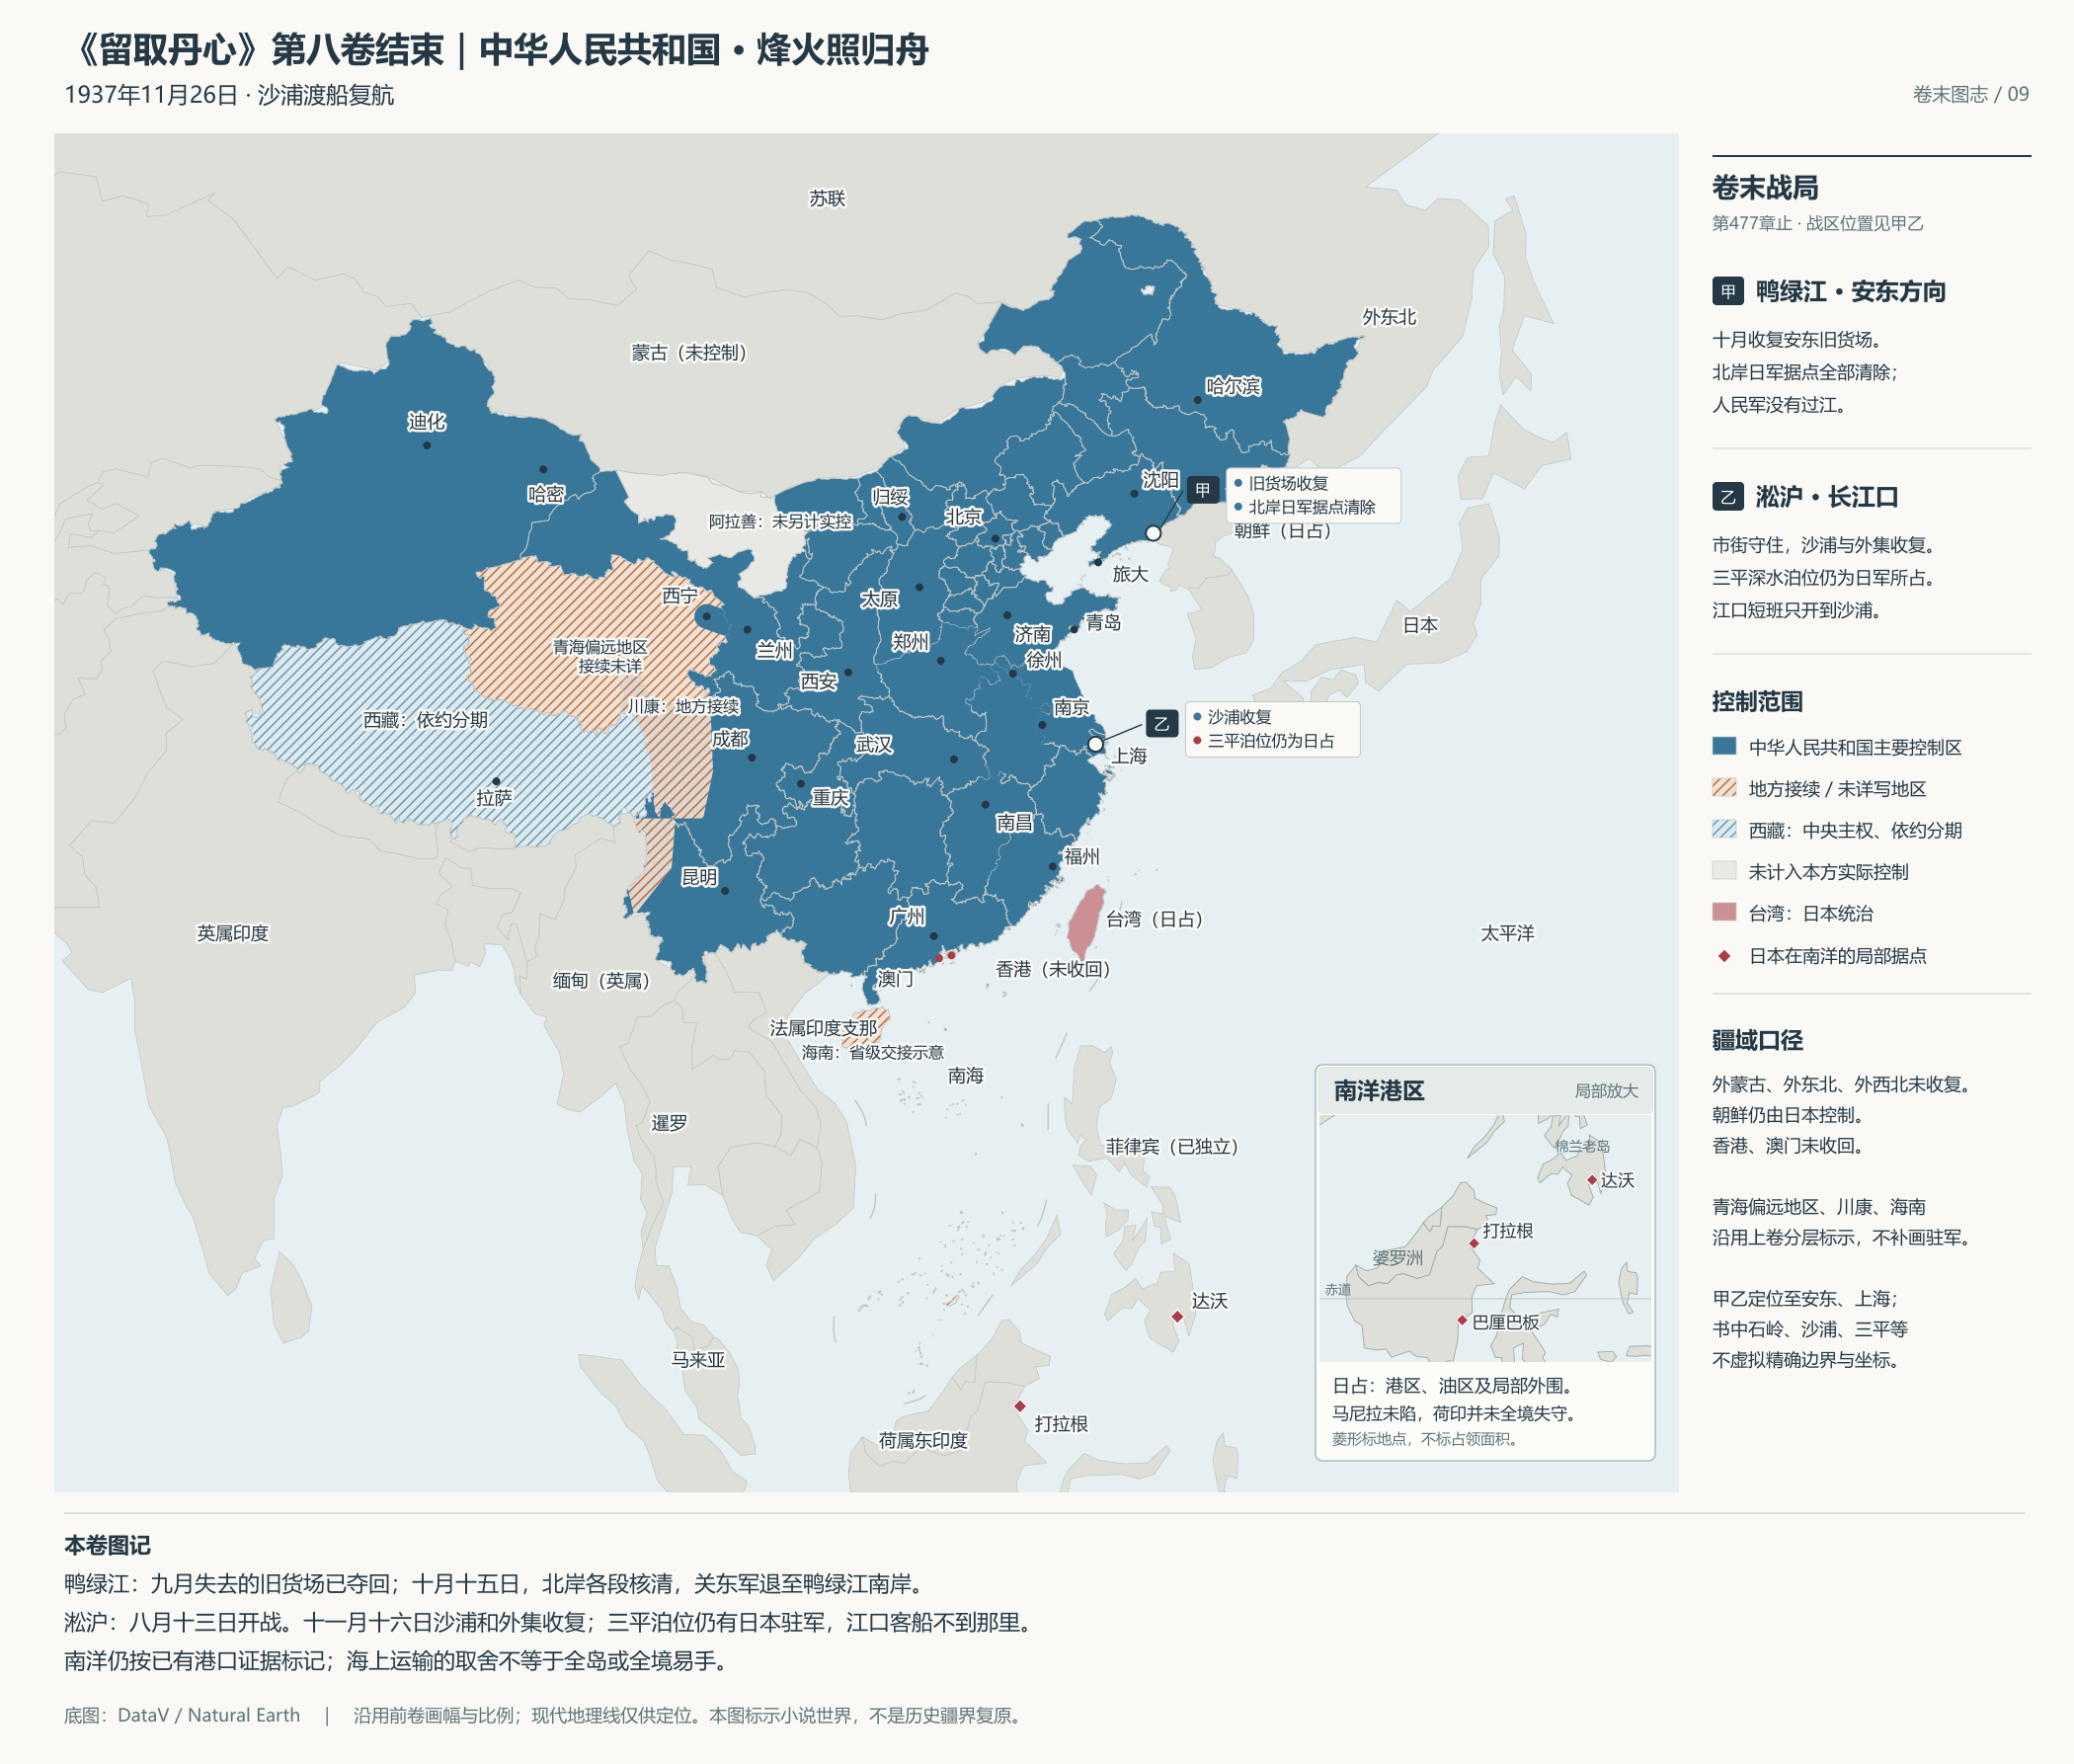 《留取丹心》第八卷结束｜中华人民共和国·烽火照归舟
1937年11月26日 · 沙浦渡船复航
卷末图志 / 09
苏联
外东北
蒙古（未控制）
哈尔滨
迪化
哈密
沈阳
甲
旧货场收复
北岸日军据点清除
归绥
北京
阿拉善：未另计实控
朝鲜（日占）
旅大
西宁
太原
青岛
日本
济南
郑州
兰州
青海偏远地区
接续未详
徐州
西安
川康：地方接续
南京
西藏：依约分期
乙
沙浦收复
三平泊位仍为日占
成都
武汉
上海
拉萨
重庆
南昌
福州
昆明
广州
台湾（日占）
英属印度
太平洋
香港（未收回）
缅甸（英属）
澳门
法属印度支那
海南：省级交接示意
南海
暹罗
菲律宾（已独立）
达沃
马来亚
打拉根
荷属东印度
南洋港区
局部放大
棉兰老岛
达沃
打拉根
婆罗洲
赤道
巴厘巴板
日占：港区、油区及局部外围。
马尼拉未陷，荷印并未全境失守。
菱形标地点，不标占领面积。
卷末战局
第477章止 · 战区位置见甲乙
甲 鸭绿江·安东方向
十月收复安东旧货场。
北岸日军据点全部清除；
人民军没有过江。
乙 淞沪·长江口
市街守住，沙浦与外集收复。
三平深水泊位仍为日军所占。
江口短班只开到沙浦。
控制范围
中华人民共和国主要控制区
地方接续 / 未详写地区
西藏：中央主权、依约分期
未计入本方实际控制
台湾：日本统治
日本在南洋的局部据点
疆域口径
外蒙古、外东北、外西北未收复。
朝鲜仍由日本控制。
香港、澳门未收回。
青海偏远地区、川康、海南
沿用上卷分层标示，不补画驻军。
甲乙定位至安东、上海；
书中石岭、沙浦、三平等
不虚拟精确边界与坐标。
本卷图记
鸭绿江：九月失去的旧货场已夺回；十月十五日，北岸各段核清，关东军退至鸭绿江南岸。
淞沪：八月十三日开战。十一月十六日沙浦和外集收复；三平泊位仍有日本驻军，江口客船不到那里。
南洋仍按已有港口证据标记；海上运输的取舍不等于全岛或全境易手。
底图：DataV / Natural Earth ｜ 沿用前卷画幅与比例；现代地理线仅供定位。本图标示小说世界，不是历史疆界复原。